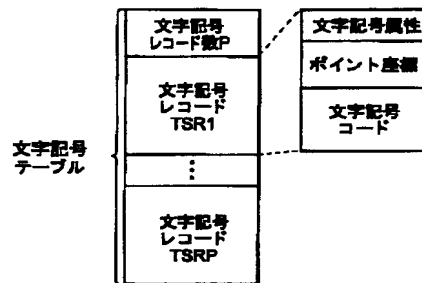 文字記号
レコード数P
文字記号
レコード
TSR1
⋮
文字記号
レコード
TSRP
文字記号
テーブル
文字記号属性
ポイント座標
文字記号
コード